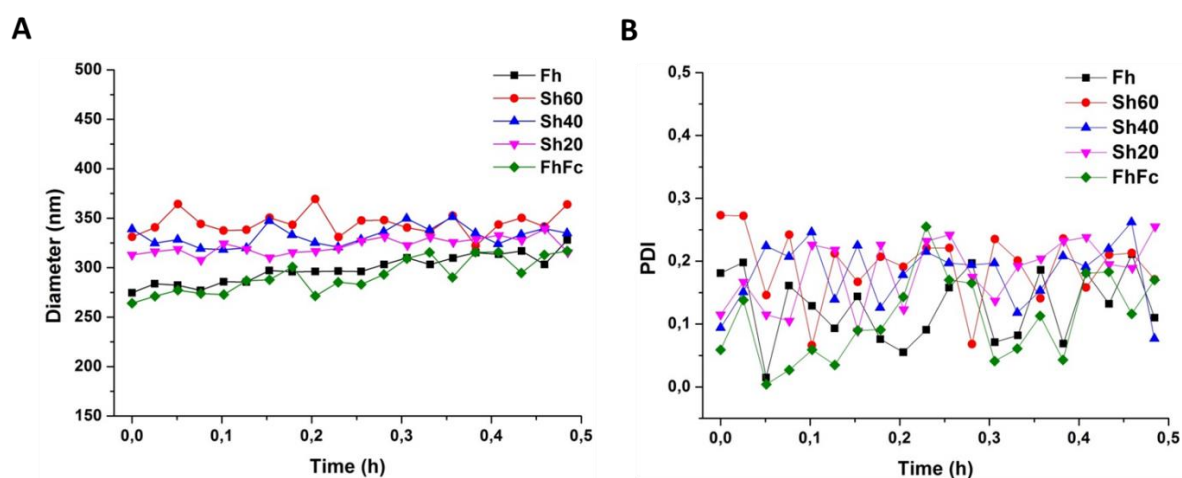 A
500
450
400
350
300
250
200
150
Diameter (nm)
0,0 0,1 0,2 0,3 0,4 0,5
Time (h)
Fh
Sh60
Sh40
Sh20
FhFc
B
0,5
0,4
0,3
0,2
0,1
0,0
PDI
0,0 0,1 0,2 0,3 0,4 0,5
Time (h)
Fh
Sh60
Sh40
Sh20
FhFc